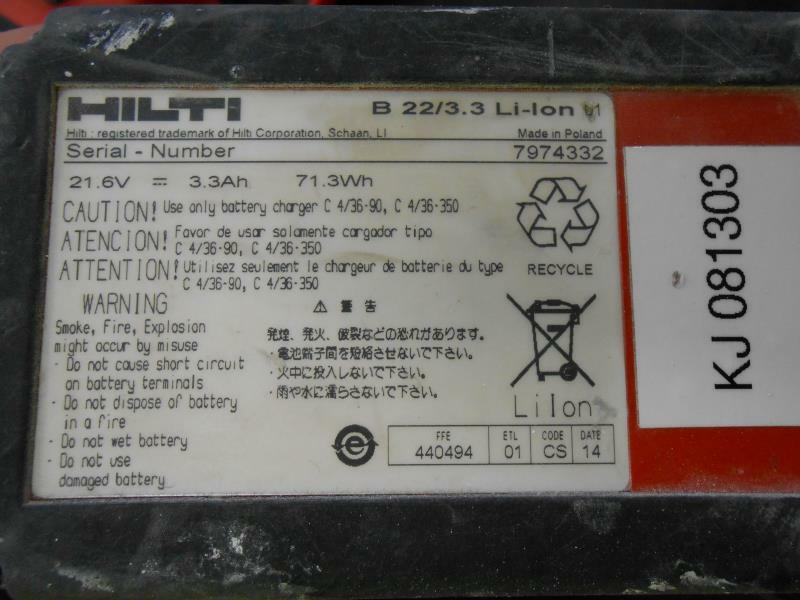 HILTI
B 22/3.3 Li-Ion 01
Hilti : registered trademark of Hilti Corporation, Schaan, LI
Made in Poland
Serial - Number
7974332
21.6V ⎓ 3.3Ah 71.3Wh
CAUTION! Use only battery charger C 4/36-90, C 4/36-350
ATENCION! Favor de usar solamente cargador tipo
C 4/36-90, C 4/36-350
ATTENTION! Utilisez seulement le chargeur de batterie du type
C 4/36-90, C 4/36-350
RECYCLE
WARNING
Smoke, Fire, Explosion
might occur by misuse
- Do not cause short circuit
on battery terminals
- Do not dispose of battery
in a fire
- Do not wet battery
- Do not use
damaged battery
⚠ 警告
発煙、発火、破裂などの恐れがあります。
・電池端子間を短絡させないで下さい。
・火中に投入しないで下さい。
・雨や水に濡らさないで下さい。
LiIon
FFE ETL CODE DATE
440494 01 CS 14
KJ 081303